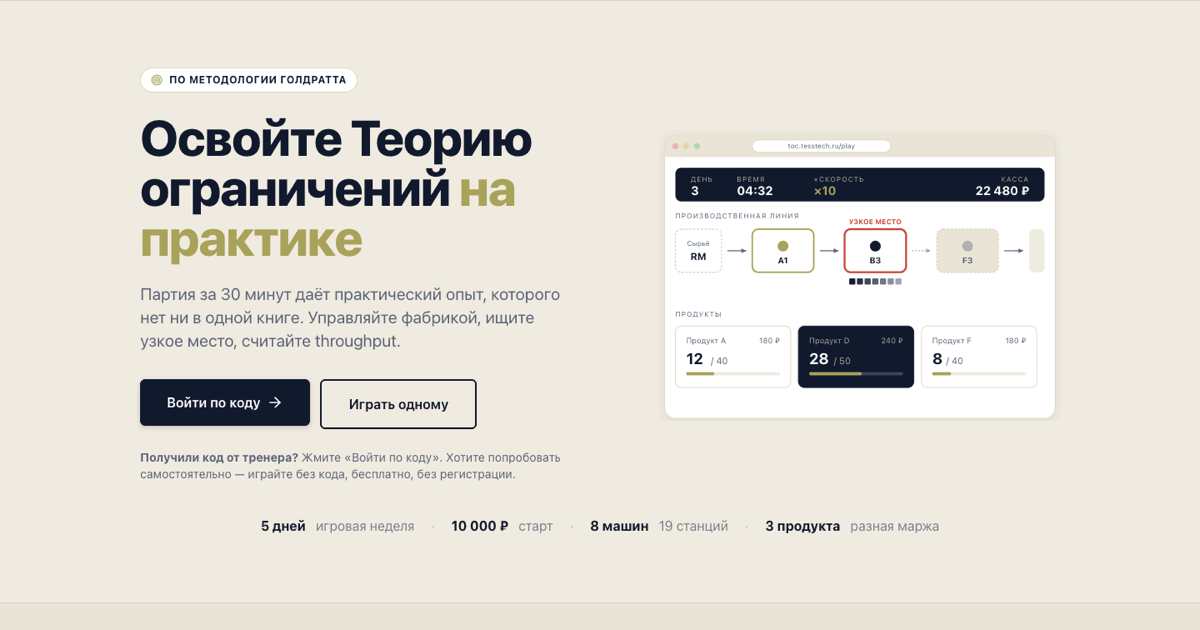 ПО МЕТОДОЛОГИИ ГОЛДРАТТА
Освойте Теорию
ограничений на
практике
Партия за 30 минут даёт практический опыт, которого
нет ни в одной книге. Управляйте фабрикой, ищите
узкое место, считайте throughput.
Войти по коду →
Играть одному
Получили код от тренера? Жмите «Войти по коду». Хотите попробовать
самостоятельно — играйте без кода, бесплатно, без регистрации.
toc.tesstech.ru/play
ДЕНЬ ВРЕМЯ ×СКОРОСТЬ КАССА
3 04:32 ×10 22 480 ₽
ПРОИЗВОДСТВЕННАЯ ЛИНИЯ
УЗКОЕ МЕСТО
Сырьё
RM A1 B3 F3
ПРОДУКТЫ
Продукт A 180 ₽ Продукт D 240 ₽ Продукт F 180 ₽
12 / 40 28 / 50 8 / 40
5 дней игровая неделя · 10 000 ₽ старт · 8 машин 19 станций · 3 продукта разная маржа